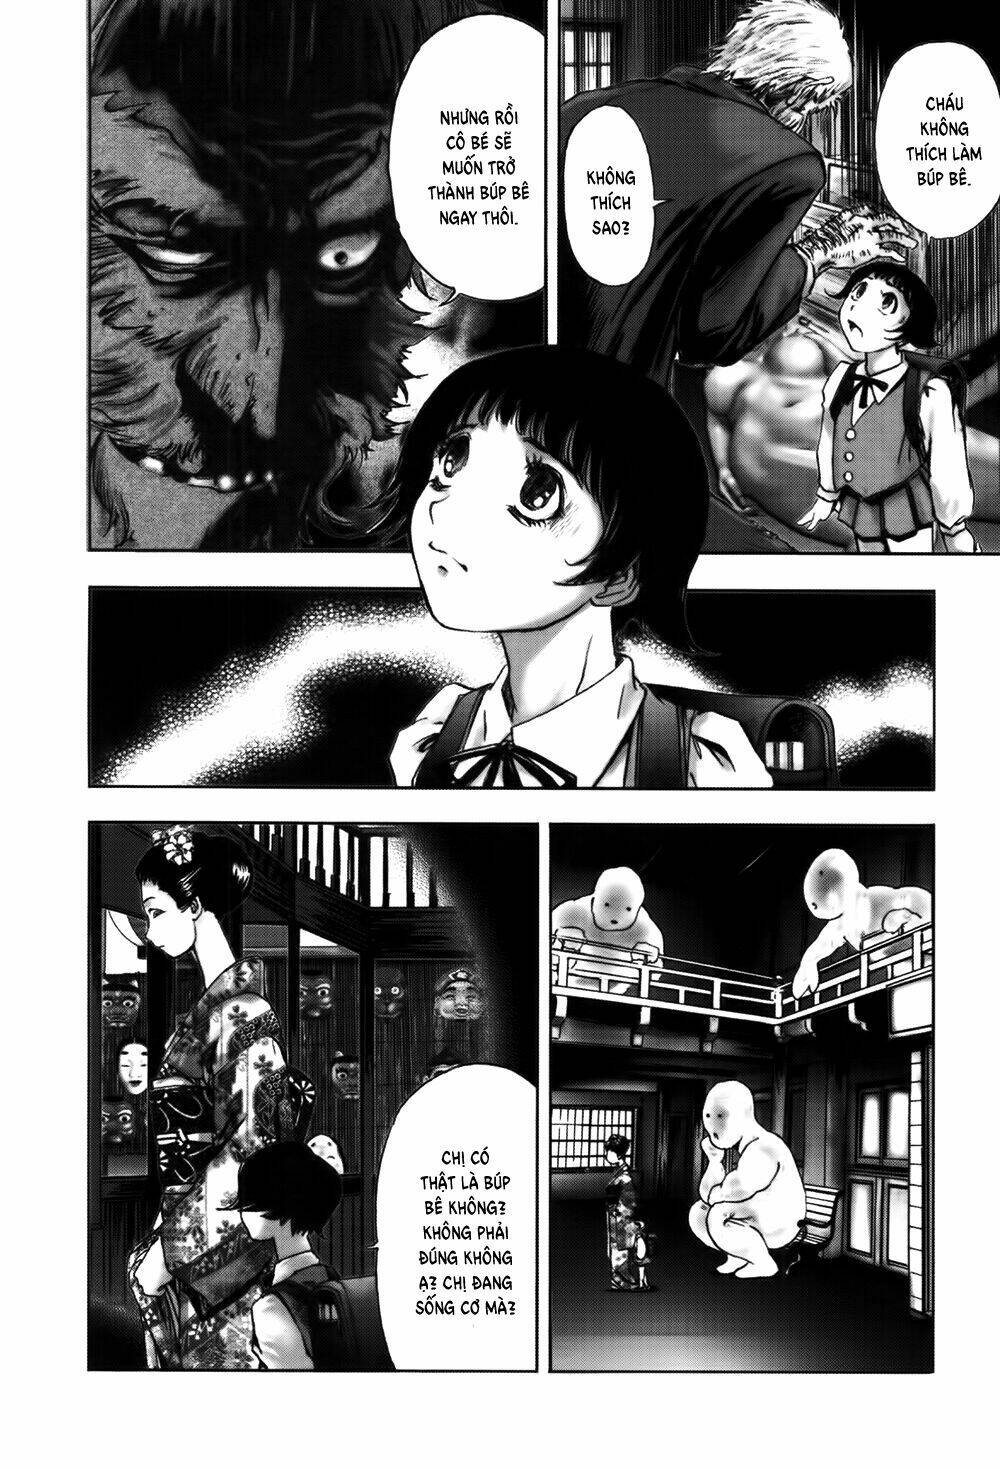 CHÁU
KHÔNG
THÍCH LÀM
BÚP BÊ.
KHÔNG
THÍCH
SAO?
NHƯNG RỒI
CÔ BÉ SẼ
MUỐN TRỞ
THÀNH BÚP BÊ
NGAY THÔI.
CHỊ CÓ
THẬT LÀ BÚP
BÊ KHÔNG?
KHÔNG PHẢI
ĐÚNG KHÔNG
Ạ? CHỊ ĐANG
SỐNG CƠ MÀ?